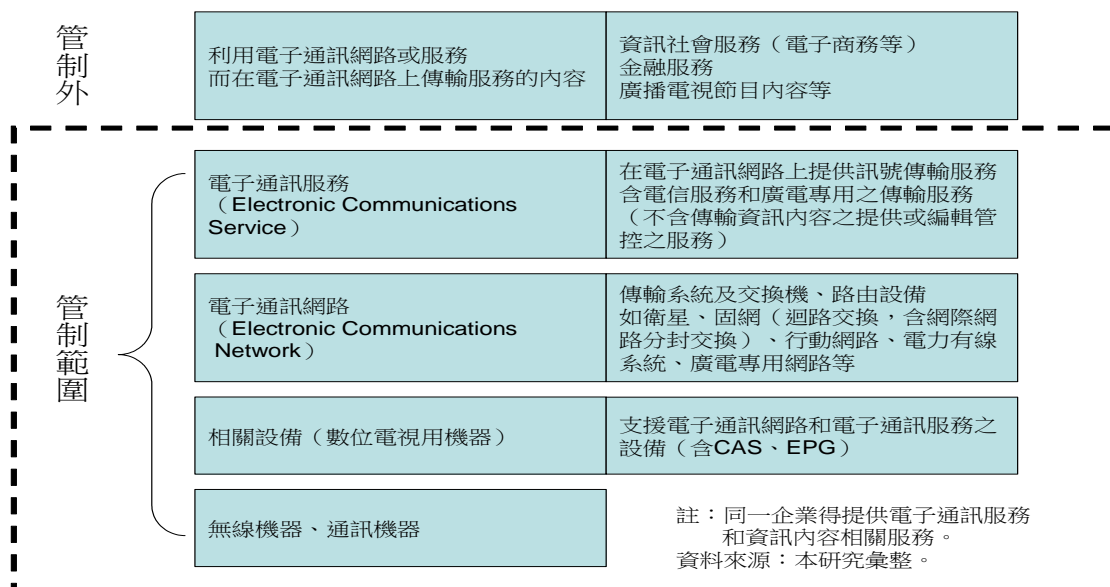 管制外
利用電子通訊網路或服務
而在電子通訊網路上傳輸服務的內容
資訊社會服務（電子商務等）
金融服務
廣播電視節目內容等
管制範圍
電子通訊服務
（Electronic Communications
Service）
在電子通訊網路上提供訊號傳輸服務
含電信服務和廣電專用之傳輸服務
（不含傳輸資訊內容之提供或編輯管
控之服務）
電子通訊網路
（Electronic Communications
Network）
傳輸系統及交換機、路由設備
如衛星、固網（迴路交換，含網際網
路分封交換）、行動網路、電力有線
系統、廣電專用網路等
相關設備（數位電視用機器）
支援電子通訊網路和電子通訊服務之
設備（含CAS、EPG）
無線機器、通訊機器
註：同一企業得提供電子通訊服務
和資訊內容相關服務。
資料來源：本研究彙整。